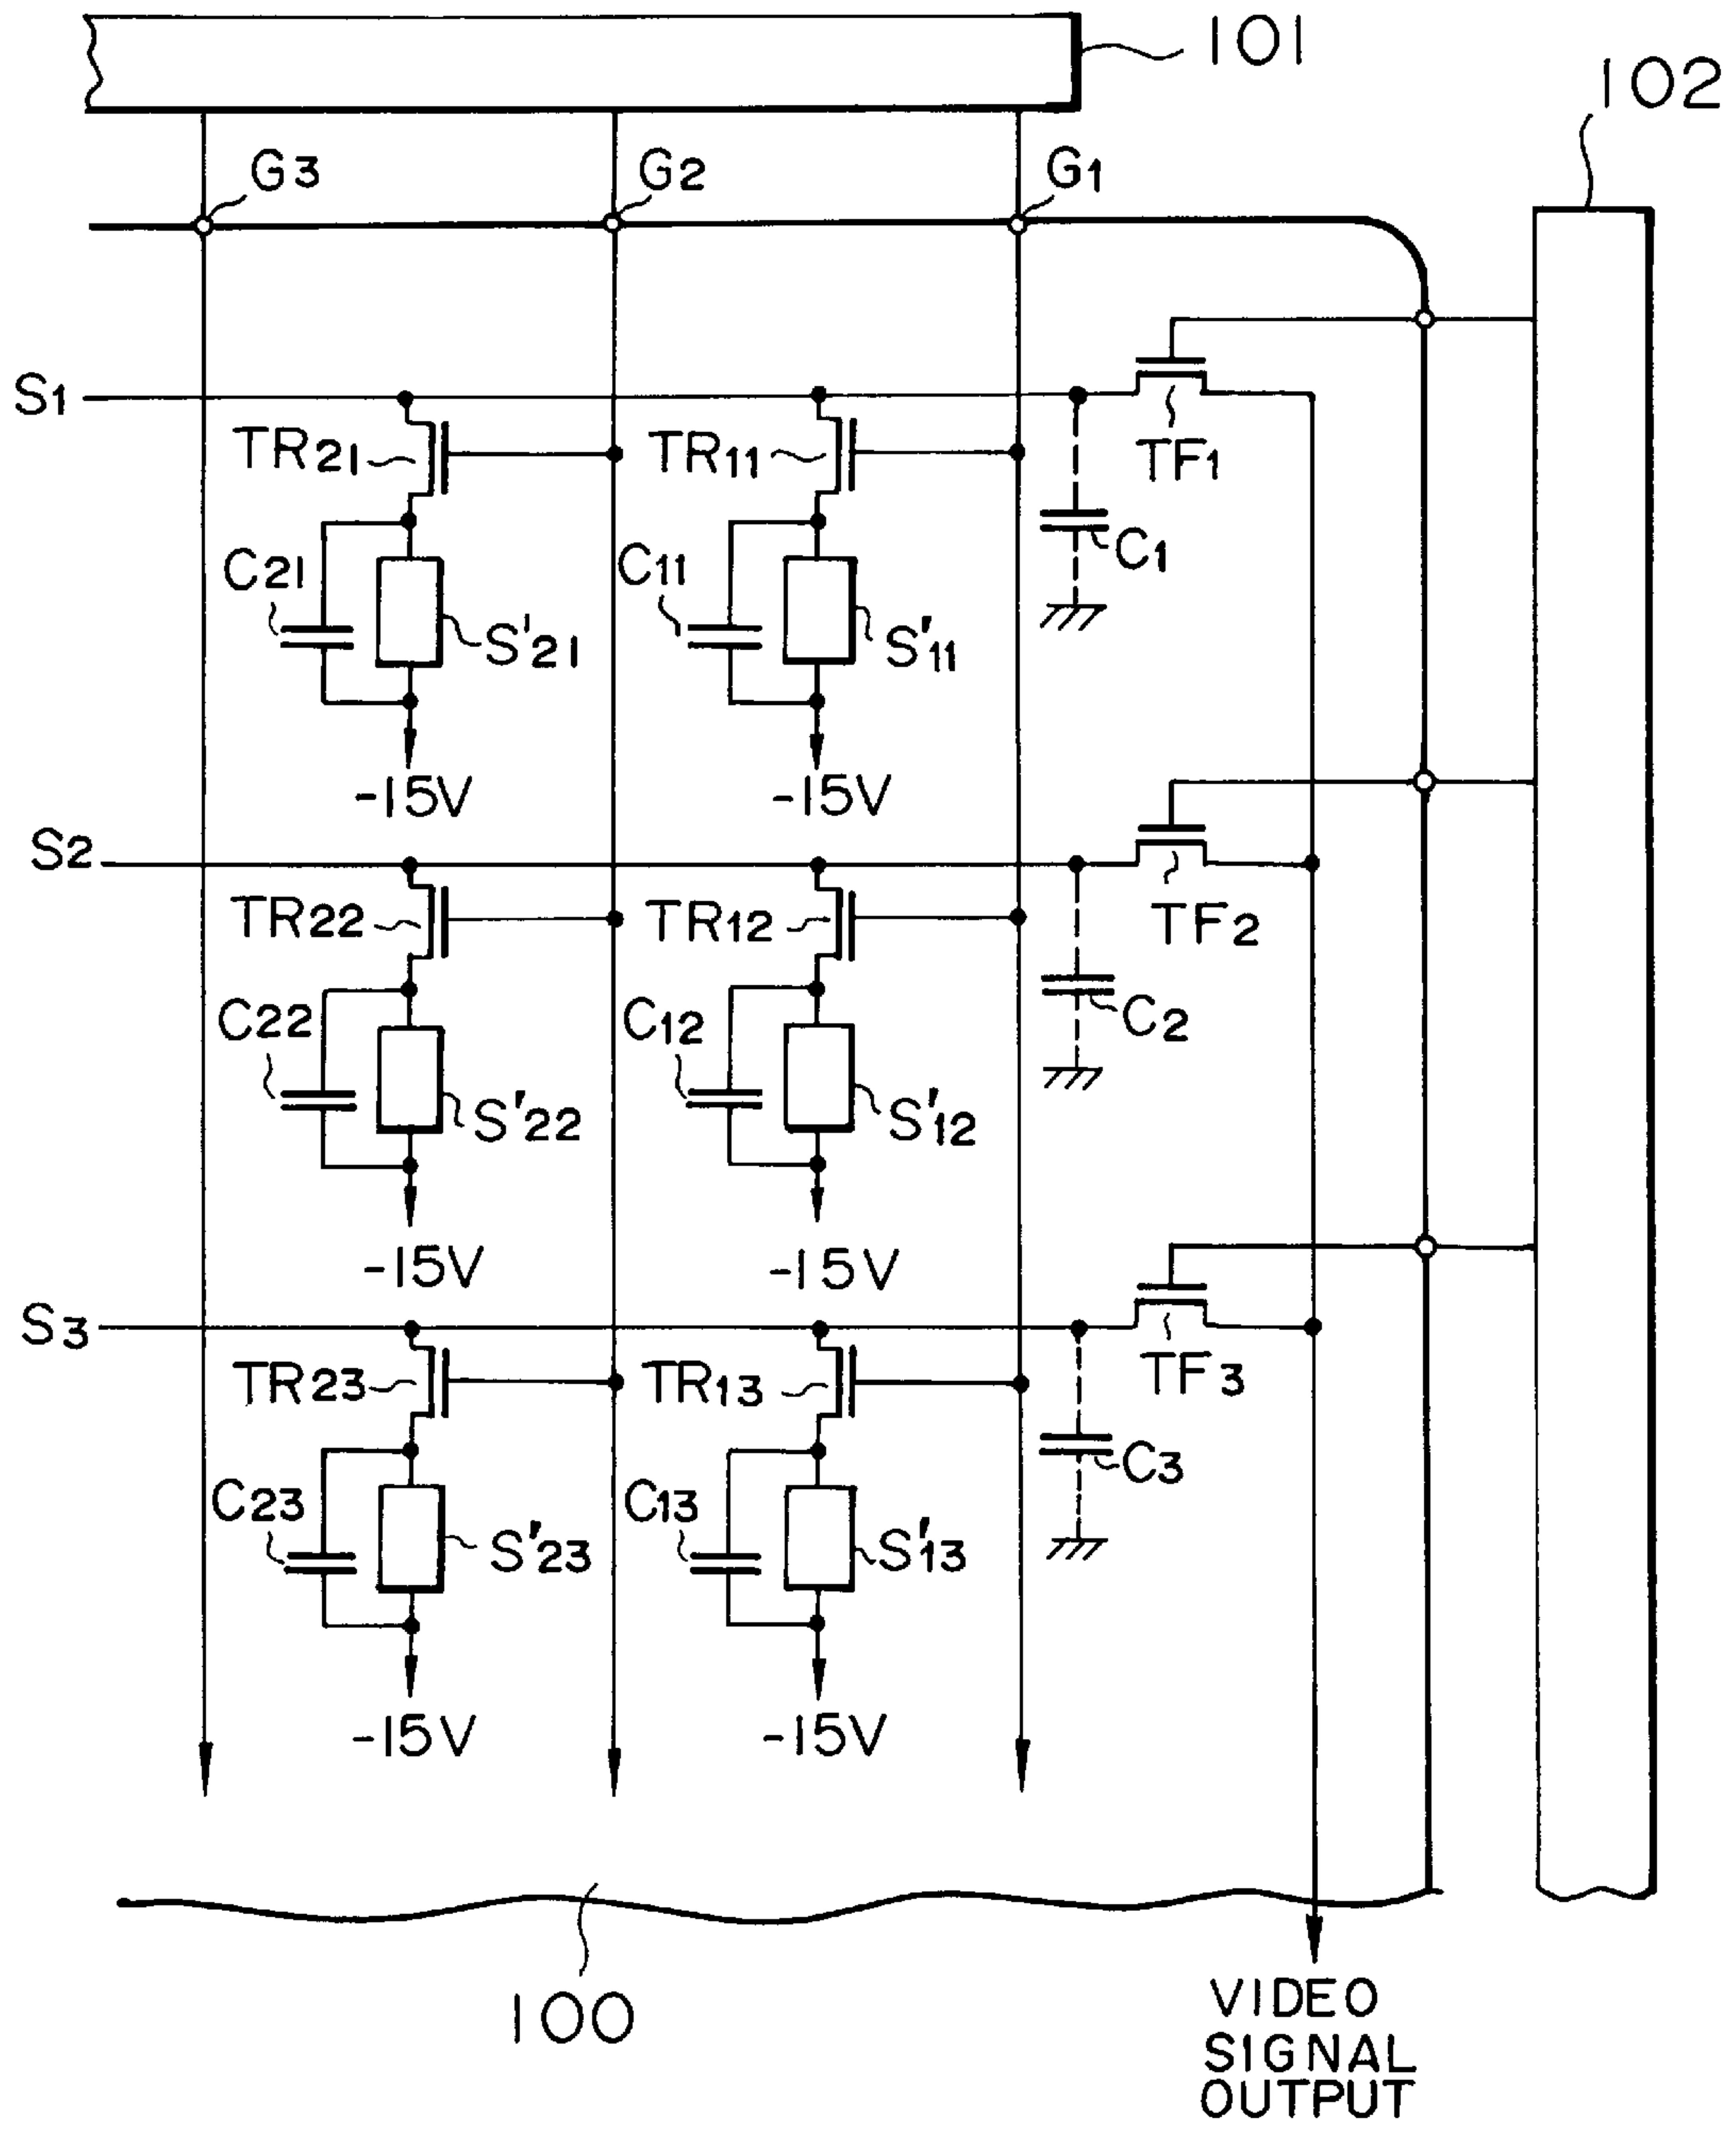 101
102
G3
G2
G1
S1
TR21
TR11
TF1
C21
C11
C1
S'21
S'11
-15V
-15V
S2
TR22
TR12
TF2
C22
C12
C2
S'22
S'12
-15V
-15V
S3
TR23
TR13
TF3
C23
C13
C3
S'23
S'13
-15V
-15V
100
VIDEO
SIGNAL
OUTPUT